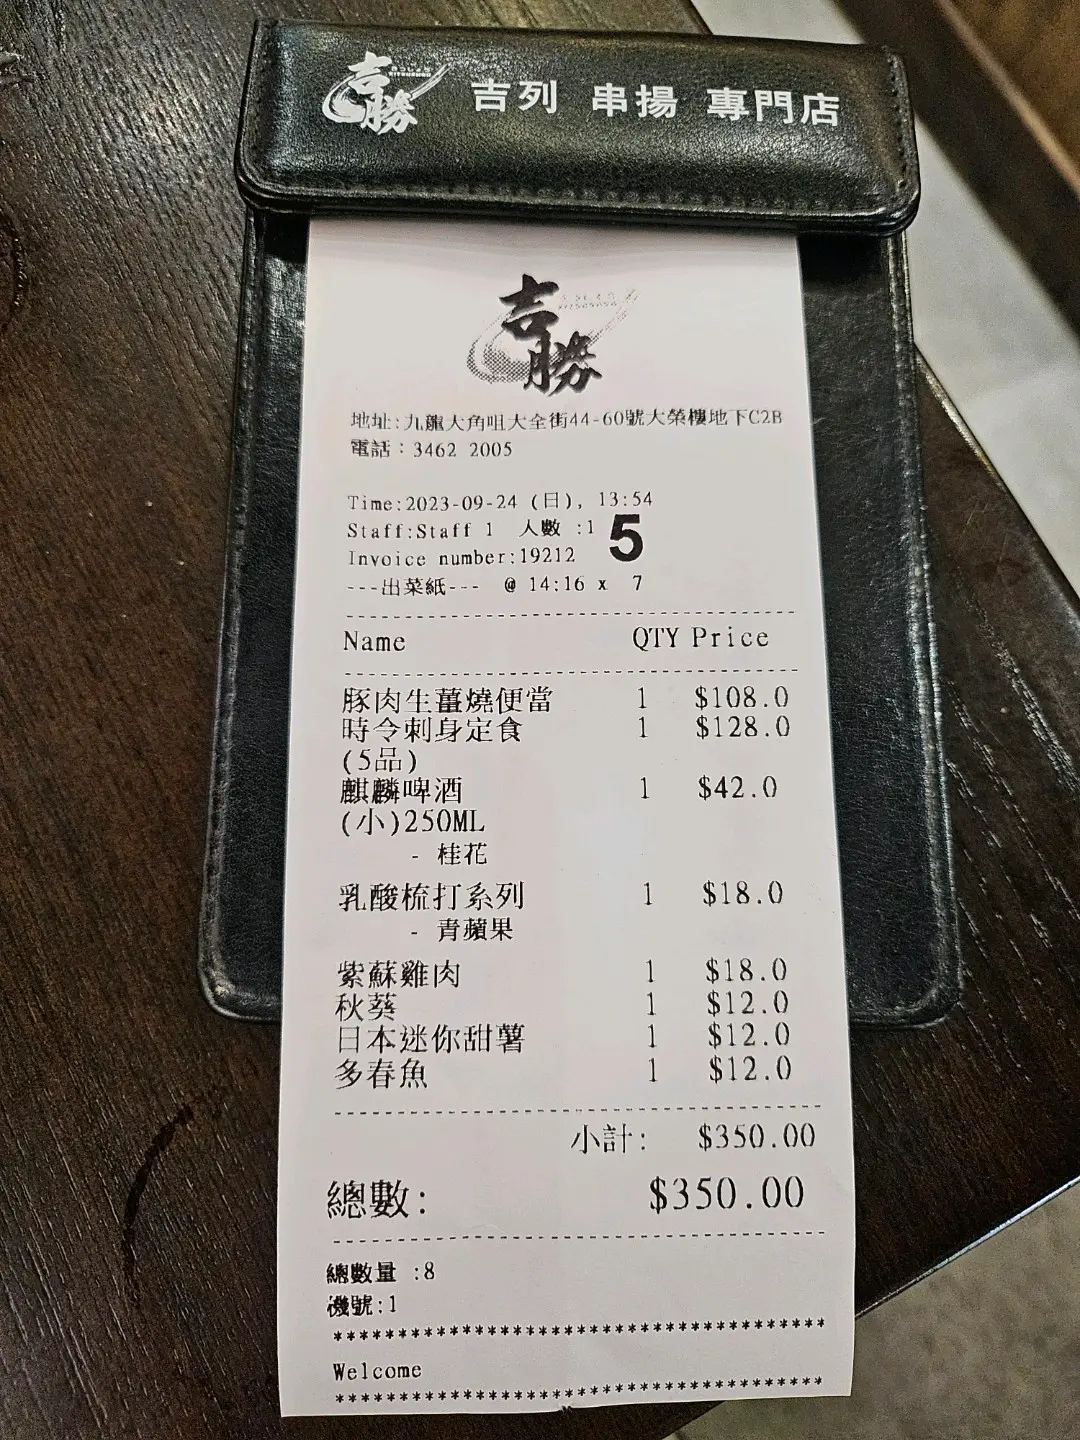 吉勝 吉列 串揚 專門店
吉勝
地址:九龍大角咀大全街44-60號大榮樓地下C2B
電話：3462 2005
Time:2023-09-24 (日), 13:54
Staff:Staff 1 人數 :1
5
Invoice number:19212
---出菜紙--- @ 14:16 x 7
Name QTY Price
豚肉生薑燒便當 1 $108.0
時令刺身定食 1 $128.0
(5品)
麒麟啤酒 1 $42.0
(小)250ML
- 桂花
乳酸梳打系列 1 $18.0
- 青蘋果
紫蘇雞肉 1 $18.0
秋葵 1 $12.0
日本迷你甜薯 1 $12.0
多春魚 1 $12.0
小計: $350.00
總數: $350.00
總數量 :8
機號:1
**************************************
Welcome
**************************************